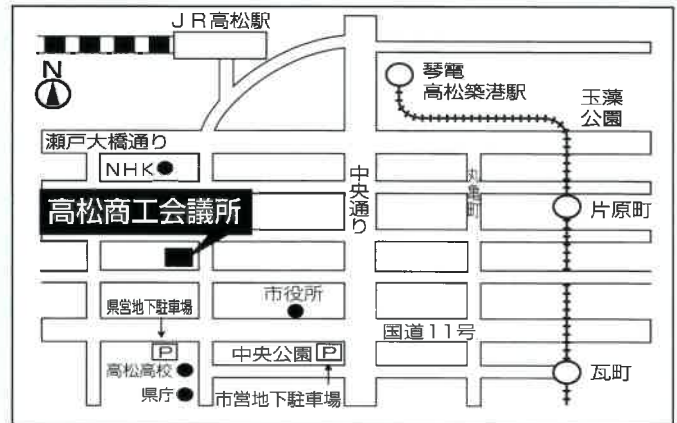 JR高松駅
N
琴電
高松築港駅
玉藻
公園
瀬戸大橋通り
NHK
中央通り
丸亀町
高松商工会議所
片原町
県営地下駐車場
市役所
国道11号
P
中央公園
P
高松高校
県庁
市営地下駐車場
瓦町